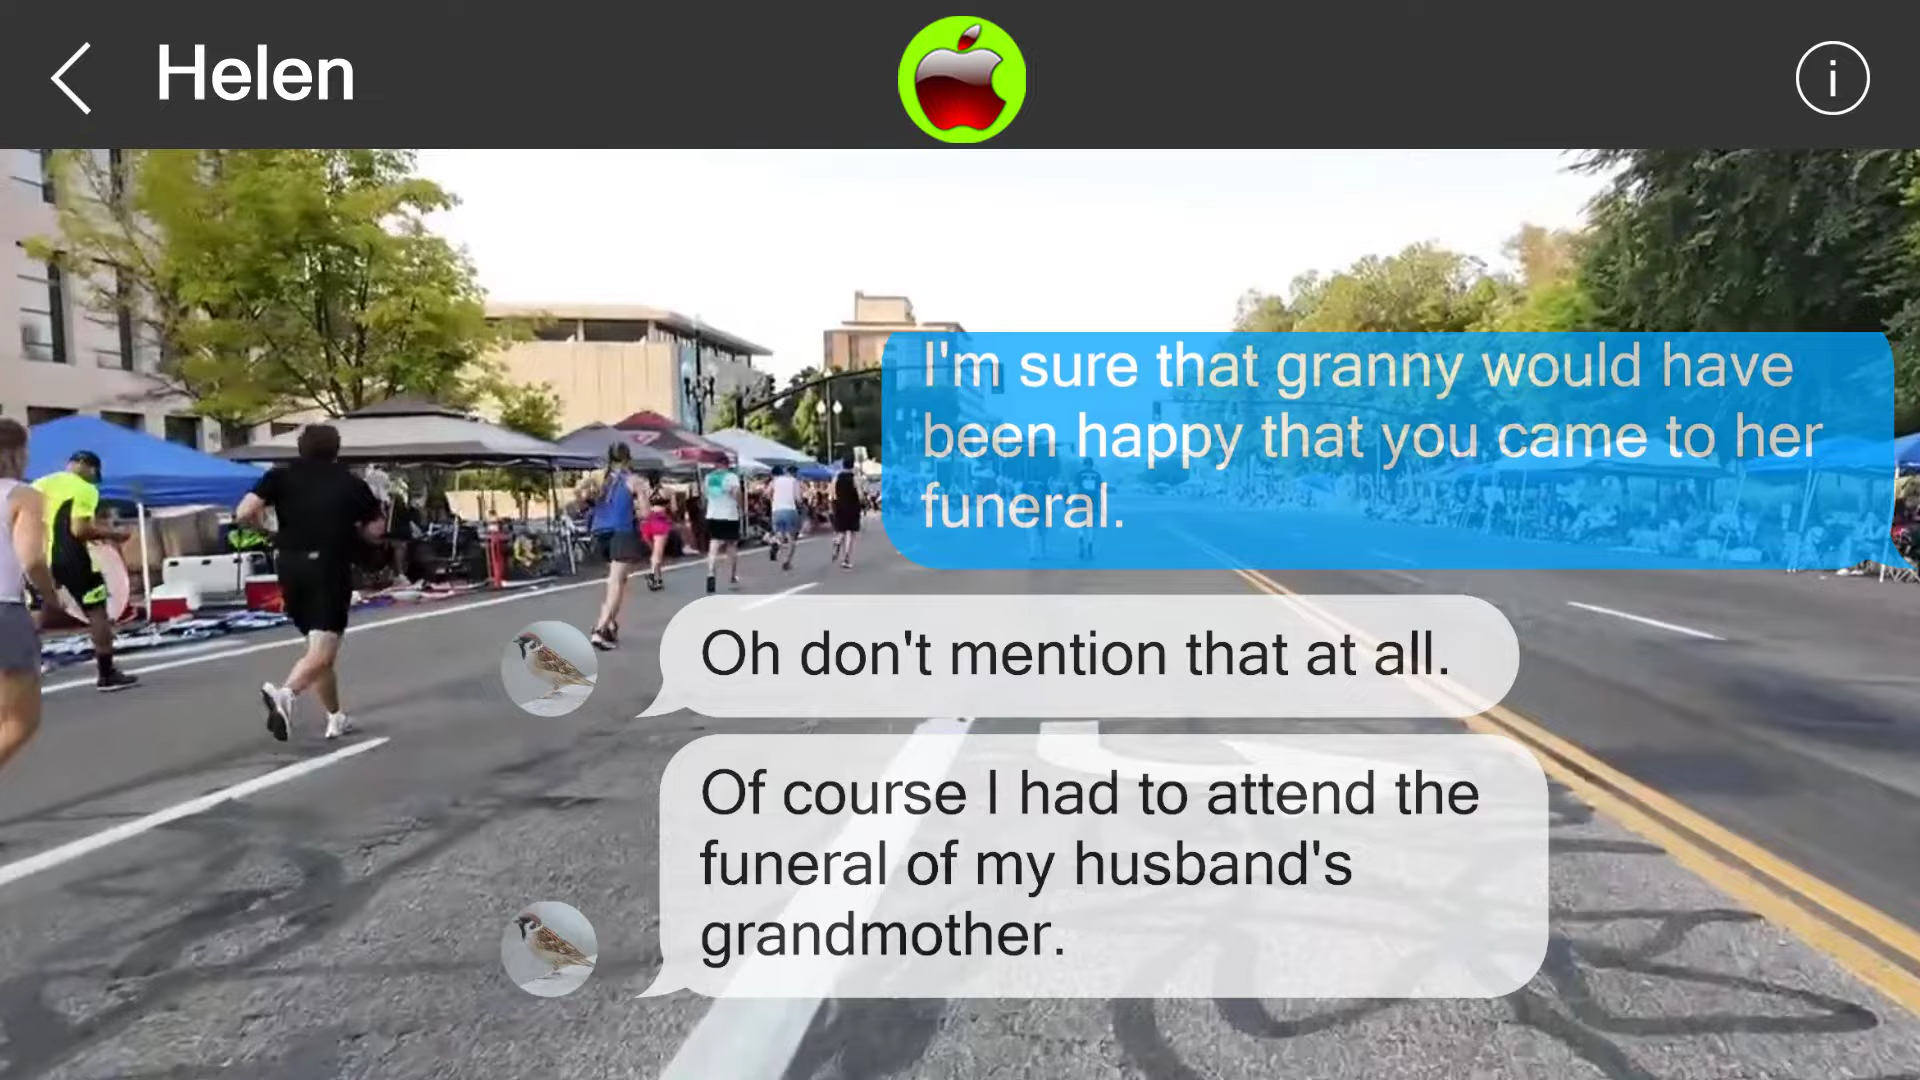 Helen
i
I'm sure that granny would have
been happy that you came to her
funeral.
Oh don't mention that at all.
Of course I had to attend the
funeral of my husband's
grandmother.